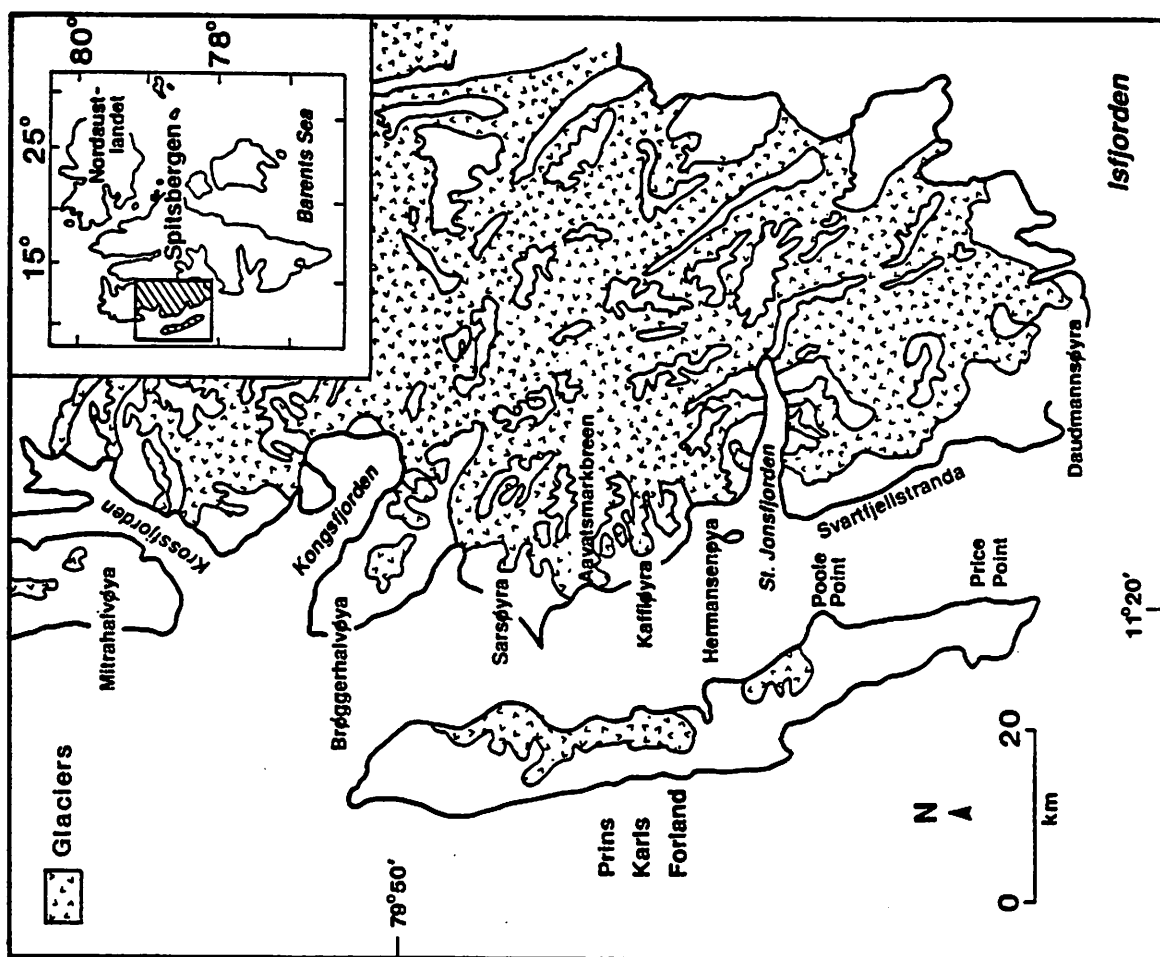 Glaciers
80°
78°
15°
25°
Nordaust-
landet
Spitsbergen
Barents Sea
Krossfjorden
Mitrahalvøya
Kongsfjorden
Brøggerhalvøya
Sarsøyra
Aavatsmarkbreen
Kaffiøyra
Hermansenøya
St. Jonsfjorden
Poole
Point
Svartfjellstranda
Price
Point
Daudmannsøyra
Isfjorden
Prins
Karls
Forland
79°50'
11°20'
N
0 20
km